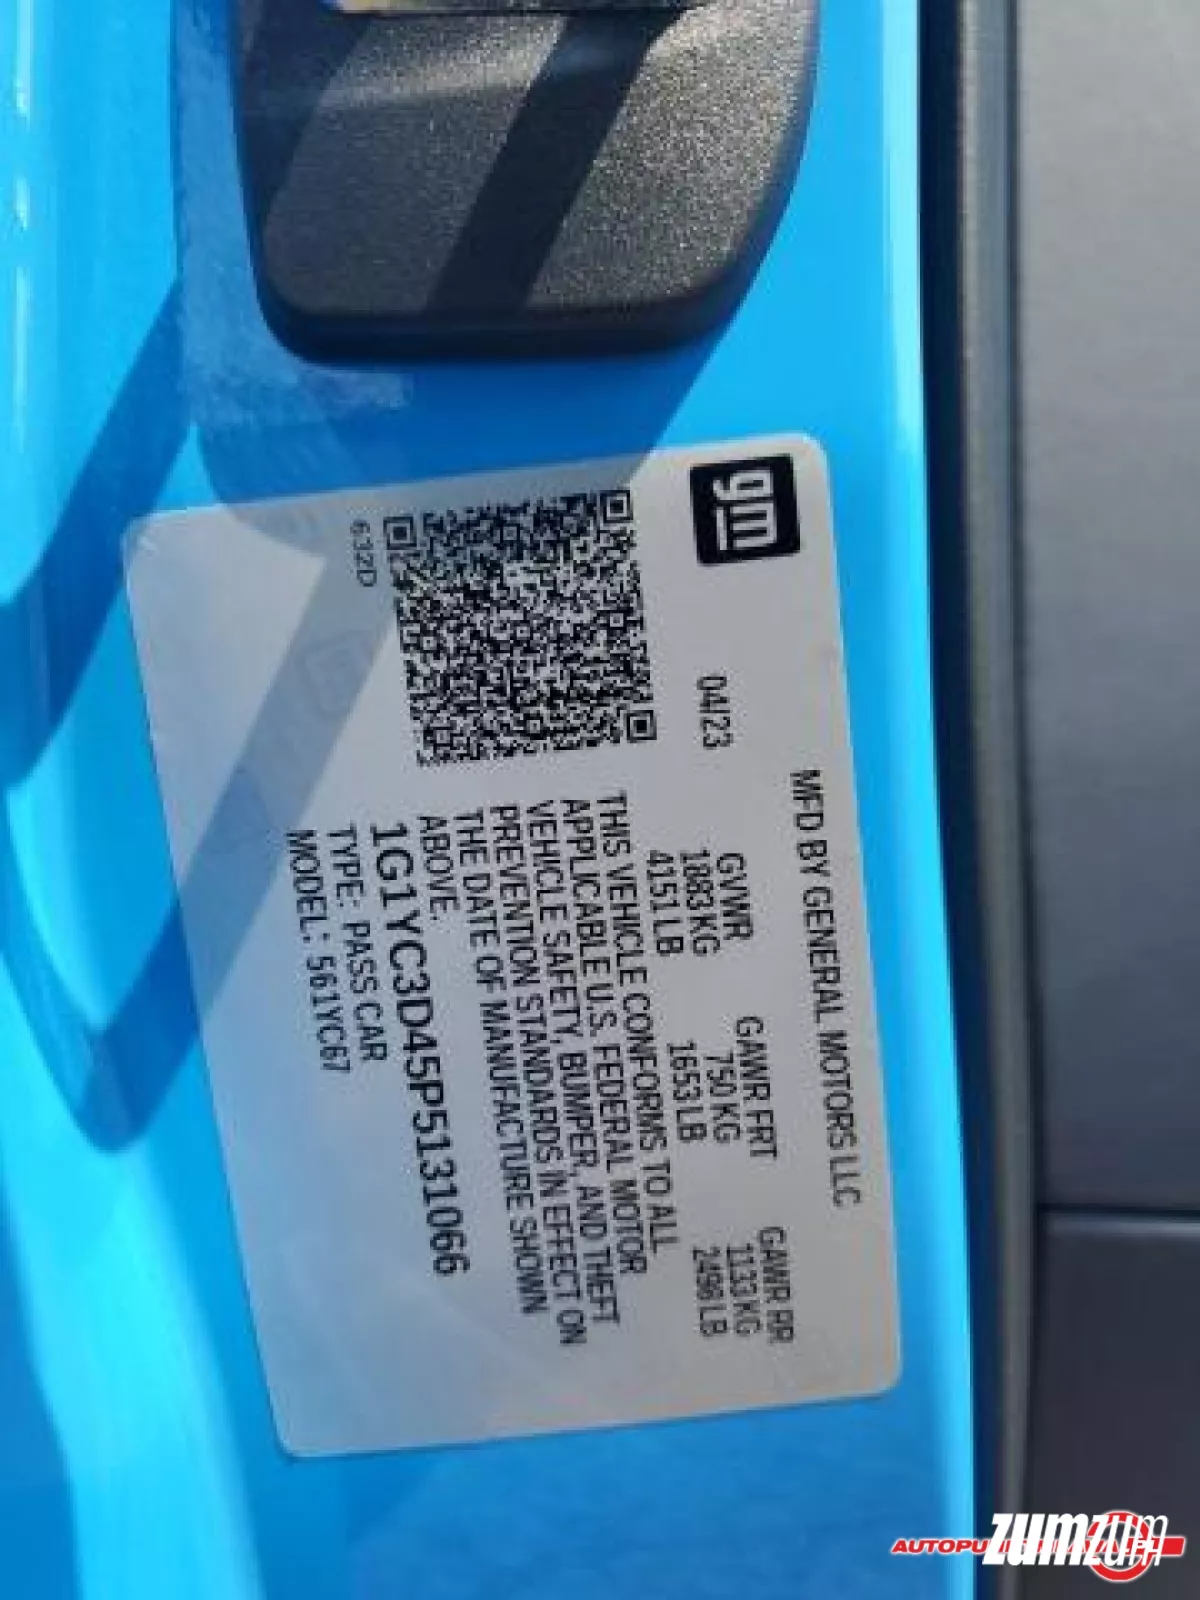 gm
MFD BY GENERAL MOTORS LLC
04/23
GVWR GAWR FRT GAWR RR
1883 KG 750 KG 1133 KG
4151 LB 1653 LB 2498 LB
THIS VEHICLE CONFORMS TO ALL
APPLICABLE U.S. FEDERAL MOTOR
VEHICLE SAFETY, BUMPER, AND THEFT
PREVENTION STANDARDS IN EFFECT ON
THE DATE OF MANUFACTURE SHOWN
ABOVE.
1G1YC3D45P5131066
TYPE: PASS CAR
MODEL: 561YC67
632D
zumzum